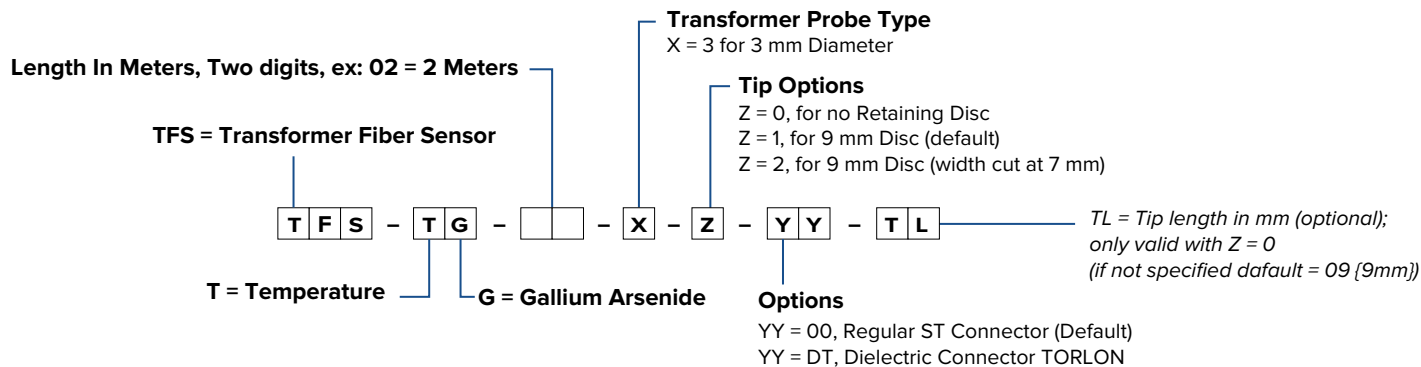 Transformer Probe Type
X = 3 for 3 mm Diameter
Length In Meters, Two digits, ex: 02 = 2 Meters
Tip Options
Z = 0, for no Retaining Disc
Z = 1, for 9 mm Disc (default)
Z = 2, for 9 mm Disc (width cut at 7 mm)
TFS = Transformer Fiber Sensor
T F S – T G – – X – Z – Y Y – T L
TL = Tip length in mm (optional);
only valid with Z = 0
(if not specified dafault = 09 {9mm})
T = Temperature
G = Gallium Arsenide
Options
YY = 00, Regular ST Connector (Default)
YY = DT, Dielectric Connector TORLON